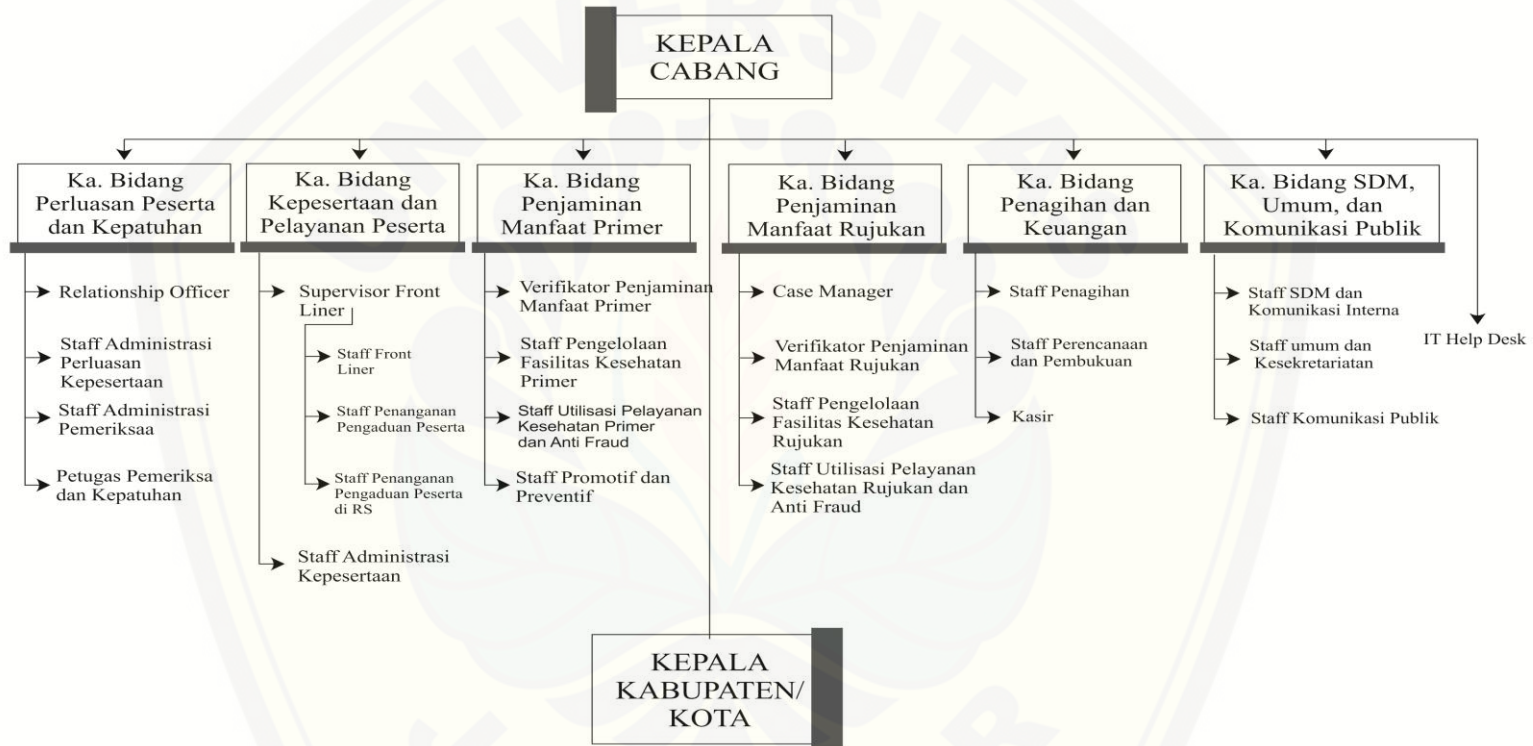 KEPALA
CABANG
Ka. Bidang
Perluasan Peserta
dan Kepatuhan
Relationship Officer
Staff Administrasi
Perluasan
Kepesertaan
Staff Administrasi
Pemeriksaa
Petugas Pemeriksa
dan Kepatuhan
Ka. Bidang
Kepesertaan dan
Pelayanan Peserta
Supervisor Front
Liner
Staff Front
Liner
Staff Penanganan
Pengaduan Peserta
Staff Penanganan
Pengaduan Peserta
di RS
Staff Administrasi
Kepesertaan
Ka. Bidang
Penjaminan
Manfaat Primer
Verifikator Penjaminan
Manfaat Primer
Staff Pengelolaan
Fasilitas Kesehatan
Primer
Staff Utilisasi Pelayanan
Kesehatan Primer
dan Anti Fraud
Staff Promotif dan
Preventif
Ka. Bidang
Penjaminan
Manfaat Rujukan
Case Manager
Verifikator Penjaminan
Manfaat Rujukan
Staff Pengelolaan
Fasilitas Kesehatan
Rujukan
Staff Utilisasi Pelayanan
Kesehatan Rujukan dan
Anti Fraud
Ka. Bidang
Penagihan dan
Keuangan
Staff Penagihan
Staff Perencanaan
dan Pembukuan
Kasir
Ka. Bidang SDM,
Umum, dan
Komunikasi Publik
Staff SDM dan
Komunikasi Interna
Staff umum dan
Kesekretariatan
Staff Komunikasi Publik
IT Help Desk
KEPALA
KABUPATEN/
KOTA
UNIVERSITAS